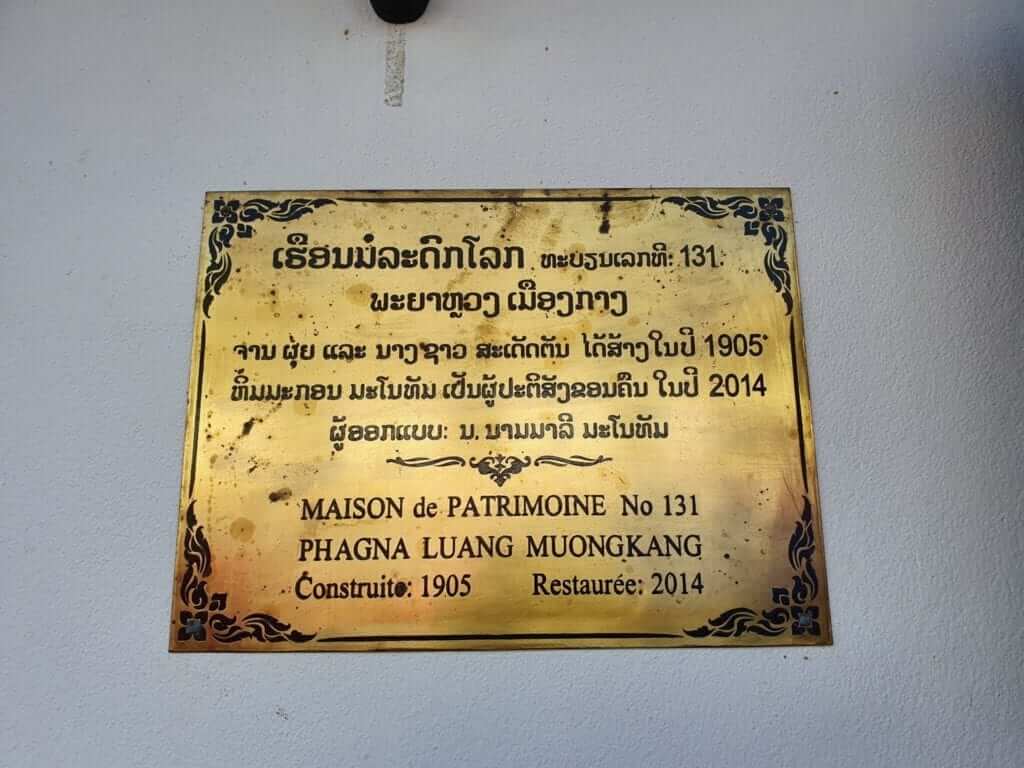 ເຮືອນມໍລະດົກໂລກ ທະບຽນເລກທີ: 131.
ພະຍາຫຼວງ ເມືອງກາງ
ຈານ ຜຸຍ ແລະ ນາງ ຊາວ ສະເດັດຕັນ ໄດ້ສ້າງໃນປີ 1905
ຫິມມະກອນ ມະໂນທັມ ເປັນຜູ້ປະຕິສັງຂອນຄືນ ໃນປີ 2014
ຜູ້ອອກແບບ: ນ. ນາມມາລີ ມະໂນທັມ
MAISON de PATRIMOINE No 131
PHAGNA LUANG MUONGKANG
Construite: 1905 Restaurée: 2014